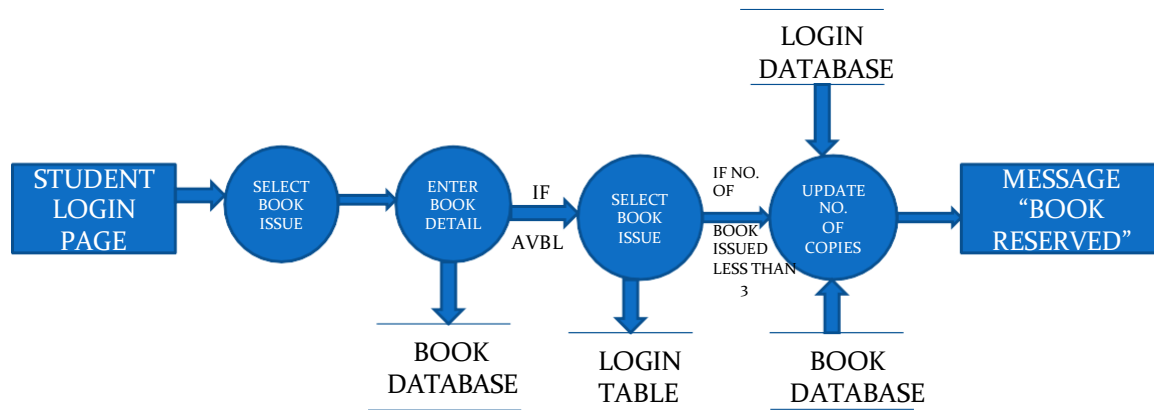 LOGIN
DATABASE
STUDENT
LOGIN
PAGE
SELECT
BOOK
ISSUE
ENTER
BOOK
DETAIL
IF
AVBL
SELECT
BOOK
ISSUE
IF NO.
OF
BOOK
ISSUED
LESS THAN
3
UPDATE
NO.
OF
COPIES
MESSAGE
“BOOK
RESERVED”
BOOK
DATABASE
LOGIN
TABLE
BOOK
DATABASE